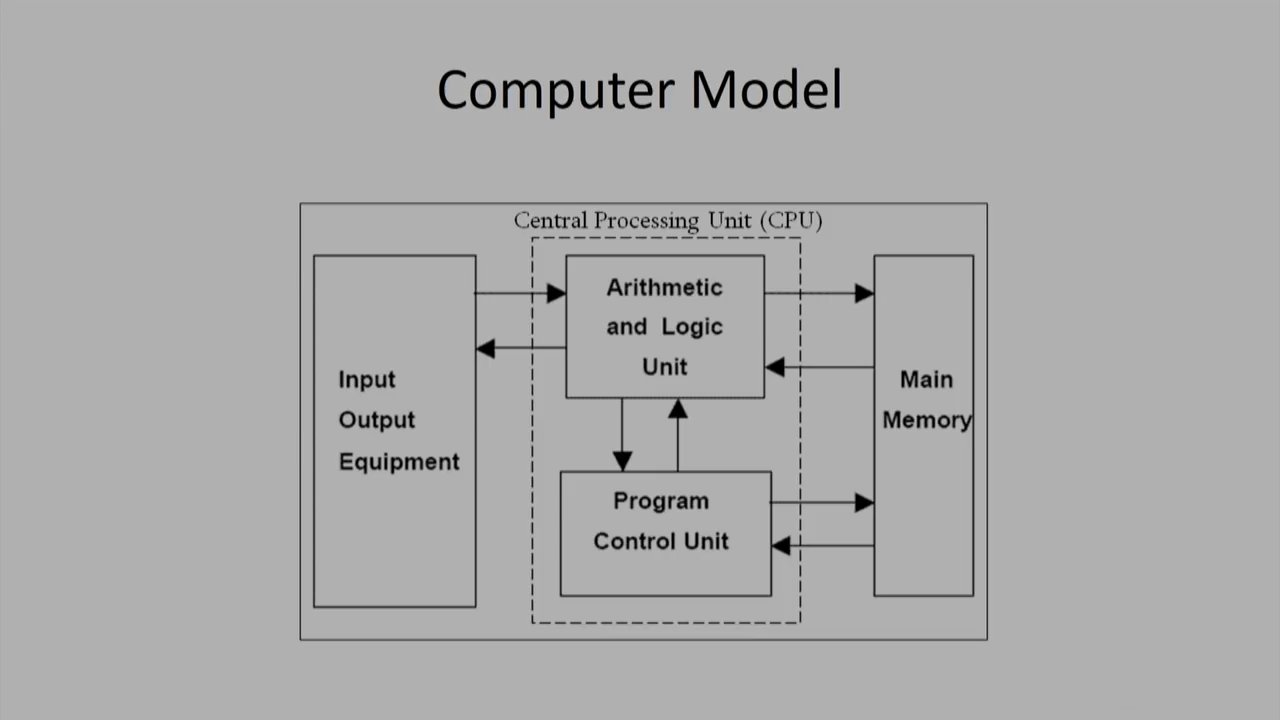 Computer Model
Central Processing Unit (CPU)
Input
Output
Equipment
Arithmetic
and Logic
Unit
Program
Control Unit
Main
Memory